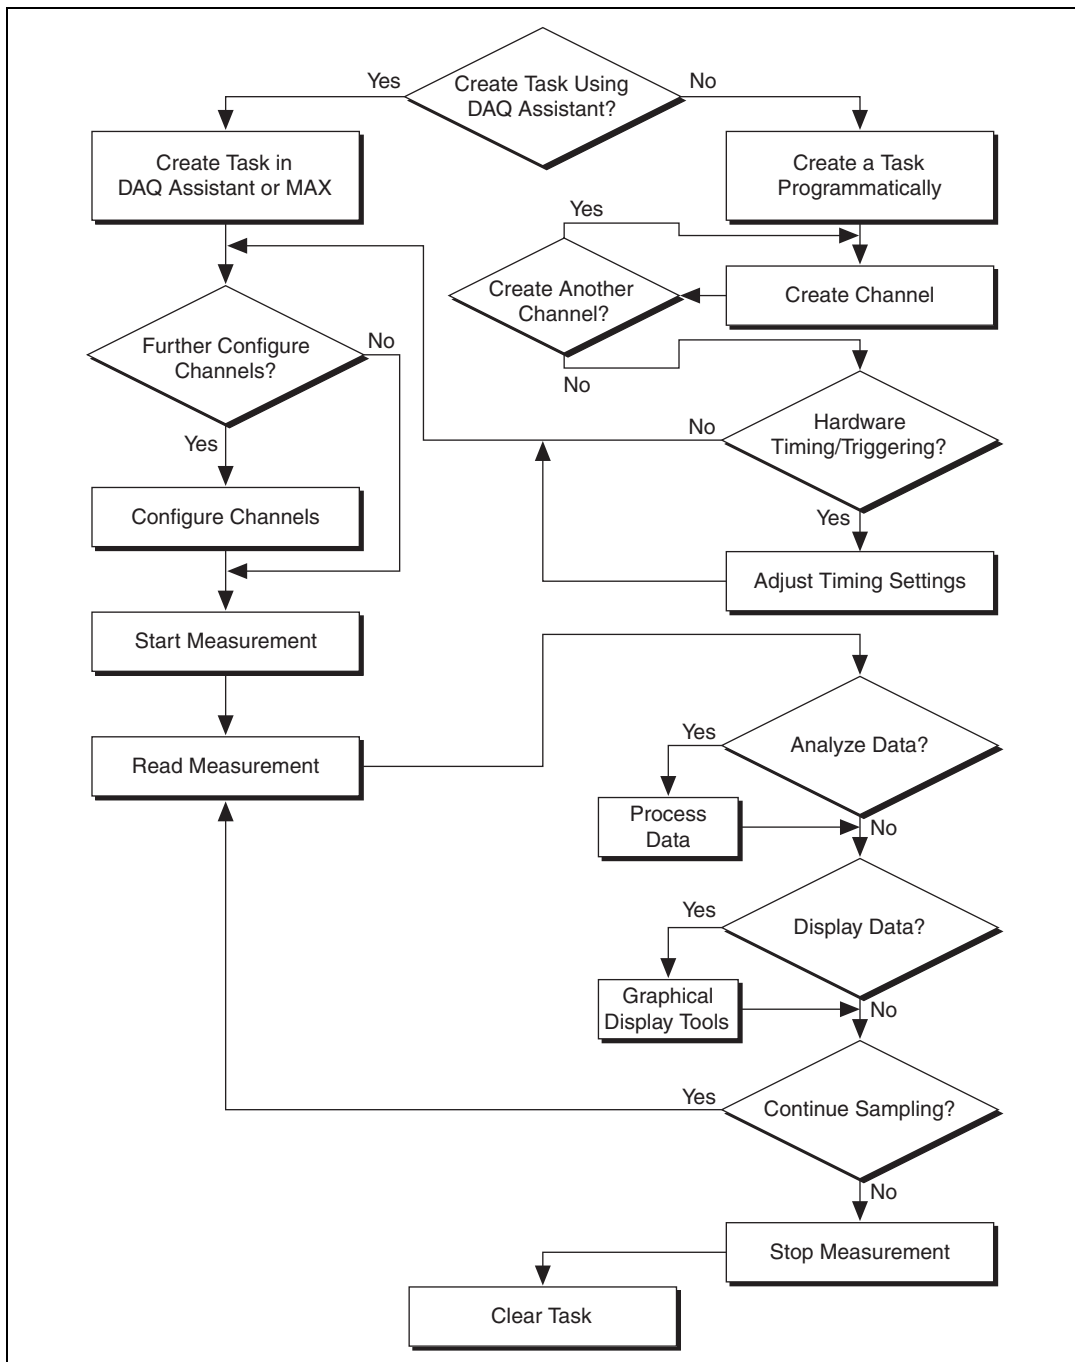 Create Task Using
DAQ Assistant?
Yes
No
Create Task in
DAQ Assistant or MAX
Create a Task
Programmatically
Yes
Create Another
Channel?
Create Channel
No
Further Configure
Channels?
No
Yes
Hardware
Timing/Triggering?
No
Yes
Configure Channels
Adjust Timing Settings
Start Measurement
Read Measurement
Analyze Data?
Yes
Process
Data
No
Display Data?
Yes
Graphical
Display Tools
No
Continue Sampling?
Yes
No
Stop Measurement
Clear Task